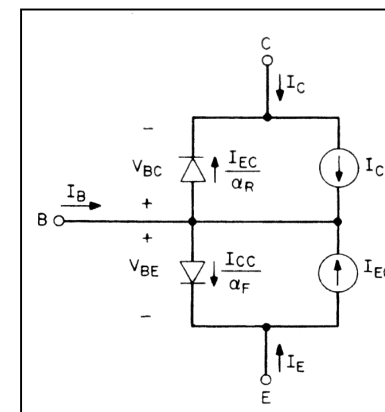 C
I_C
−
V_BC
I_EC
α_R
I_C
I_B
+
B
+
V_BE
I_CC
α_F
I_EC
−
I_E
E